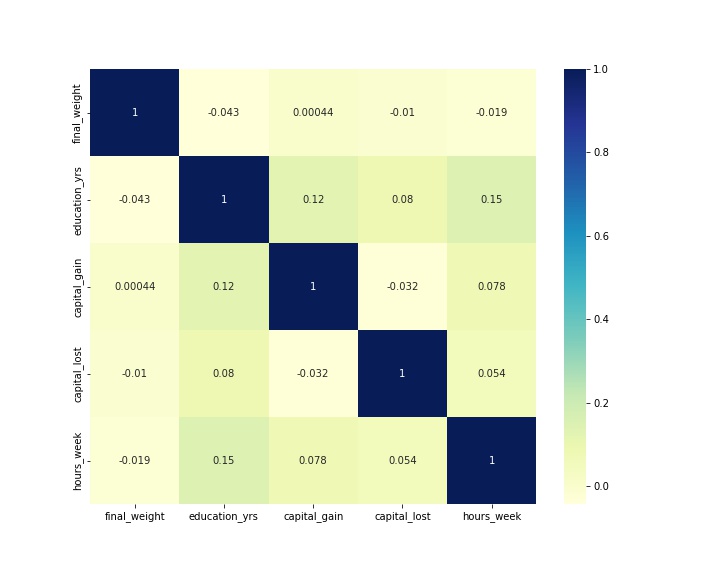 final_weight 1 -0.043 0.00044 -0.01 -0.019
education_yrs -0.043 1 0.12 0.08 0.15
capital_gain 0.00044 0.12 1 -0.032 0.078
capital_lost -0.01 0.08 -0.032 1 0.054
hours_week -0.019 0.15 0.078 0.054 1
final_weight education_yrs capital_gain capital_lost hours_week
1.0
0.8
0.6
0.4
0.2
0.0